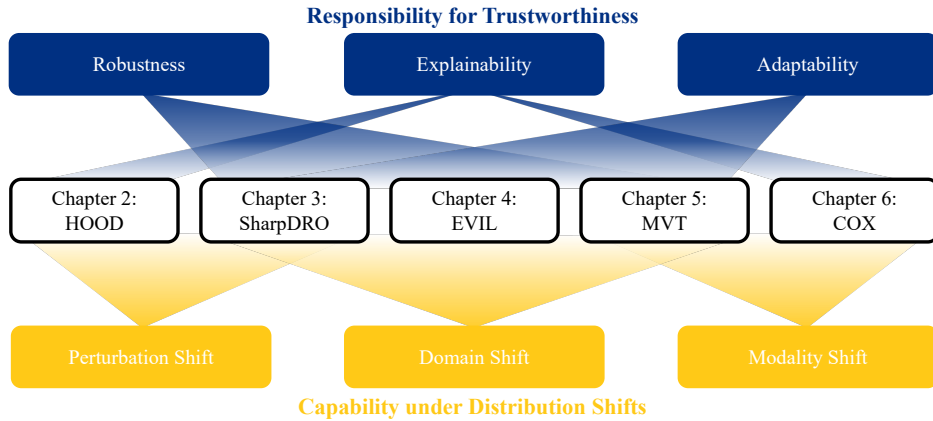 Responsibility for Trustworthiness
Robustness
Explainability
Adaptability
Chapter 2:
HOOD
Chapter 3:
SharpDRO
Chapter 4:
EVIL
Chapter 5:
MVT
Chapter 6:
COX
Perturbation Shift
Domain Shift
Modality Shift
Capability under Distribution Shifts